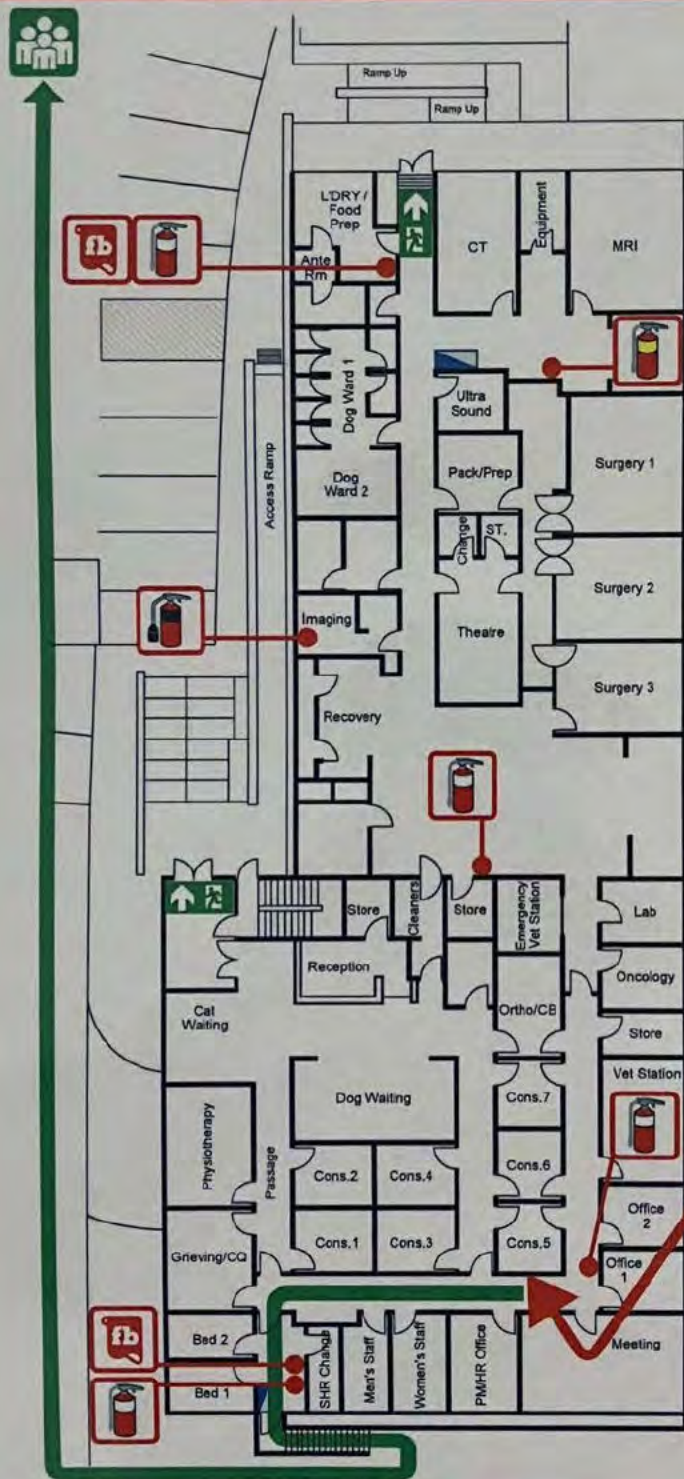 Ramp Up
Ramp Up
L'DRY /
Food
Prep
CT
Equipment
MRI
fb
Ante
Rm
Dog Ward 1
Ultra
Sound
Access Ramp
Dog
Ward 2
Pack/Prep
Surgery 1
Change
ST.
Imaging
Theatre
Surgery 2
Recovery
Surgery 3
Store
Cleaners
Store
Emergency
Vet Station
Lab
Reception
Oncology
Cat
Waiting
Ortho/CB
Store
Vet Station
Dog Waiting
Cons.7
Physiotherapy
Passage
Cons.2
Cons.4
Cons.6
Office
2
Grieving/CQ
Cons.1
Cons.3
Cons.5
Office
1
fb
Bed 2
Bed 1
SHR Change
Men's Staff
Women's Staff
PM/HR Office
Meeting